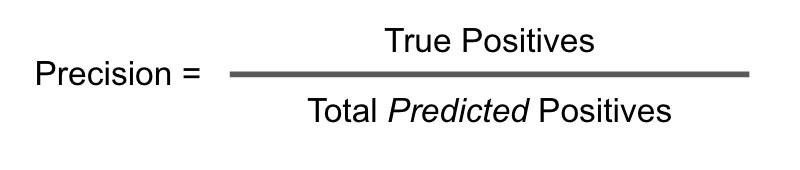 True Positives
Precision =
Total Predicted Positives